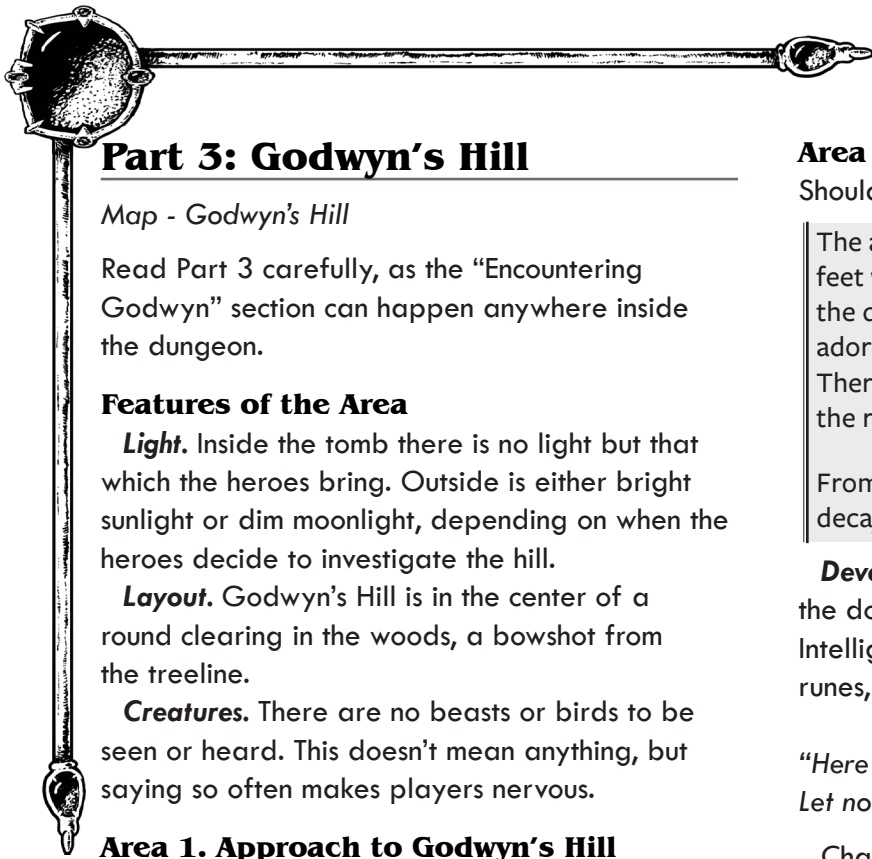 Part 3: Godwyn’s Hill
Map - Godwyn’s Hill
Read Part 3 carefully, as the “Encountering
Godwyn” section can happen anywhere inside
the dungeon.
Features of the Area
Light. Inside the tomb there is no light but that
which the heroes bring. Outside is either bright
sunlight or dim moonlight, depending on when the
heroes decide to investigate the hill.
Layout. Godwyn’s Hill is in the center of a
round clearing in the woods, a bowshot from
the treeline.
Creatures. There are no beasts or birds to be
seen or heard. This doesn’t mean anything, but
saying so often makes players nervous.
Area 1. Approach to Godwyn’s Hill
Area
Should
The
feet
the
Ther
the
From
the
runes,
“Here
Let no